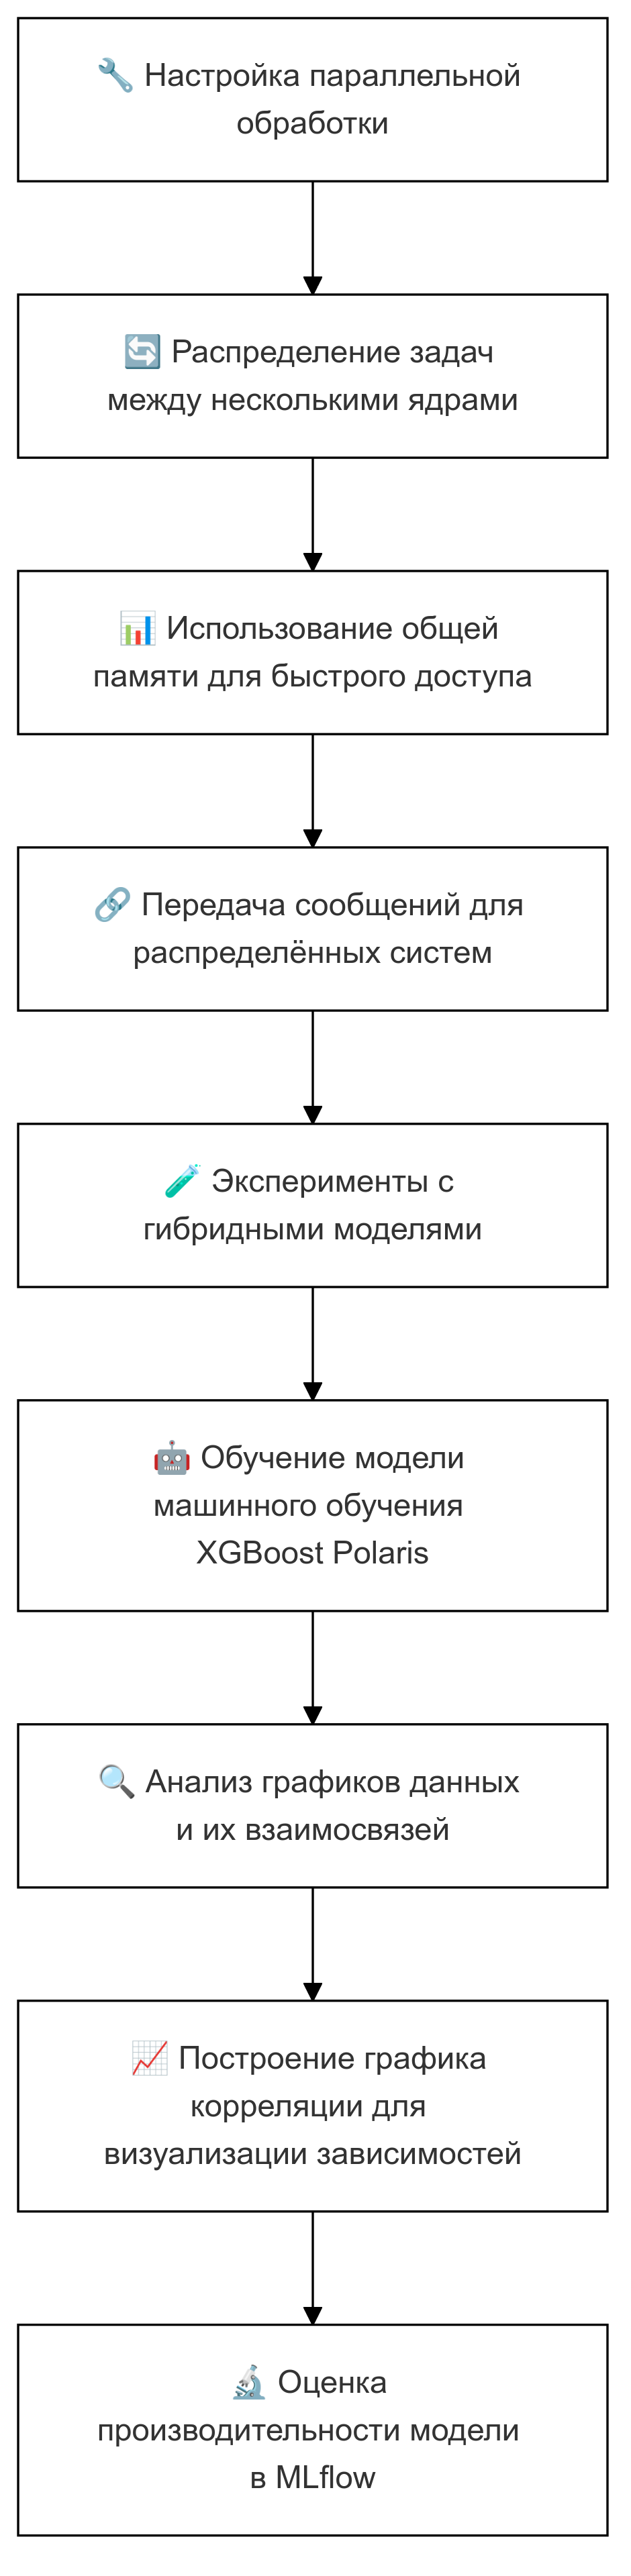 🔧 Настройка параллельной
обработки
🔄 Распределение задач
между несколькими ядрами
📊 Использование общей
памяти для быстрого доступа
🔗 Передача сообщений для
распределённых систем
🧪 Эксперименты с
гибридными моделями
🤖 Обучение модели
машинного обучения
XGBoost Polaris
🔍 Анализ графиков данных
и их взаимосвязей
📈 Построение графика
корреляции для
визуализации зависимостей
🔬 Оценка
производительности модели
в MLflow